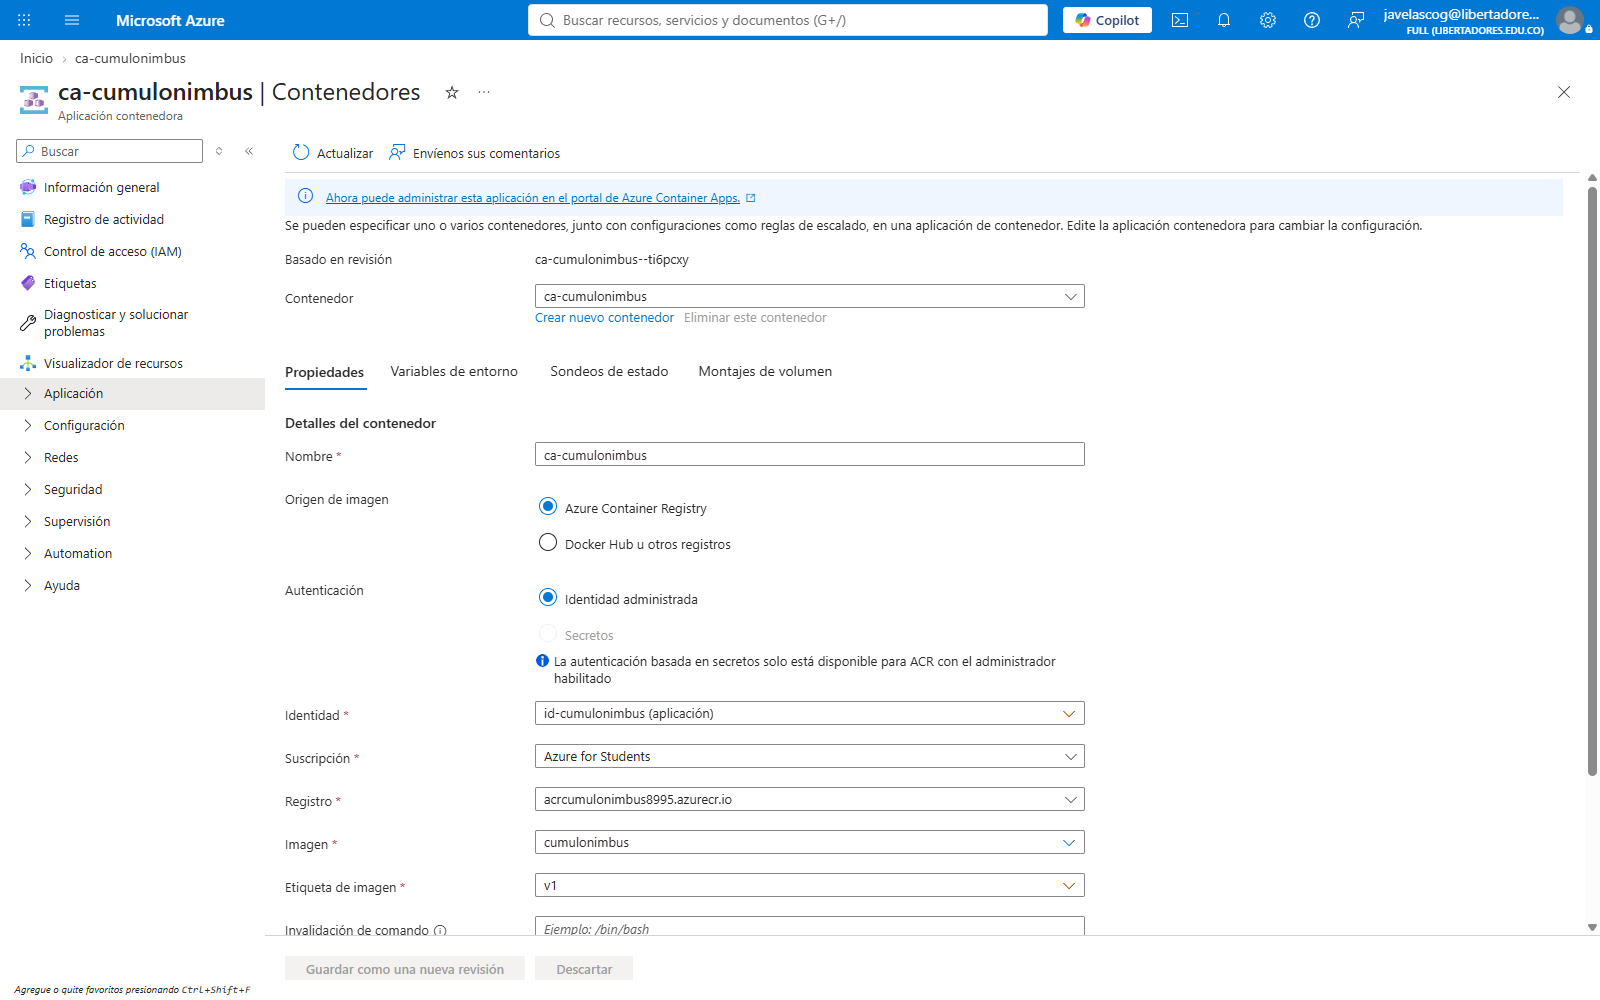 Microsoft Azure
Buscar recursos, servicios y documentos (G+/)
Copilot
javelascog@libertadore...
FULL (LIBERTADORES.EDU.CO)
Inicio > ca-cumulonimbus
ca-cumulonimbus | Contenedores
Aplicación contenedora
Buscar
Información general
Registro de actividad
Control de acceso (IAM)
Etiquetas
Diagnosticar y solucionar
problemas
Visualizador de recursos
Aplicación
Configuración
Redes
Seguridad
Supervisión
Automation
Ayuda
Agregue o quite favoritos presionando Ctrl+Shift+F
Actualizar
Envíenos sus comentarios
Ahora puede administrar esta aplicación en el portal de Azure Container Apps.
Se pueden especificar uno o varios contenedores, junto con configuraciones como reglas de escalado, en una aplicación de contenedor. Edite la aplicación contenedora para cambiar la configuración.
Basado en revisión
ca-cumulonimbus--ti6pcxy
Contenedor
ca-cumulonimbus
Crear nuevo contenedor Eliminar este contenedor
Propiedades Variables de entorno Sondeos de estado Montajes de volumen
Detalles del contenedor
Nombre *
ca-cumulonimbus
Origen de imagen
Azure Container Registry
Docker Hub u otros registros
Autenticación
Identidad administrada
Secretos
La autenticación basada en secretos solo está disponible para ACR con el administrador
habilitado
Identidad *
id-cumulonimbus (aplicación)
Suscripción *
Azure for Students
Registro *
acrcumulonimbus8995.azurecr.io
Imagen *
cumulonimbus
Etiqueta de imagen *
v1
Invalidación de comando
Ejemplo: /bin/bash
Guardar como una nueva revisión
Descartar